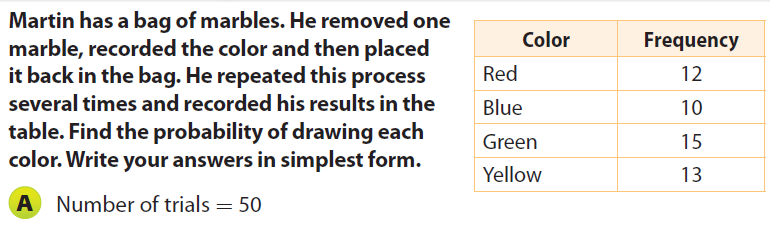 Martin has a bag of marbles. He removed one
marble, recorded the color and then placed
it back in the bag. He repeated this process
several times and recorded his results in the
table. Find the probability of drawing each
color. Write your answers in simplest form.
A Number of trials = 50
Color Frequency
Red 12
Blue 10
Green 15
Yellow 13